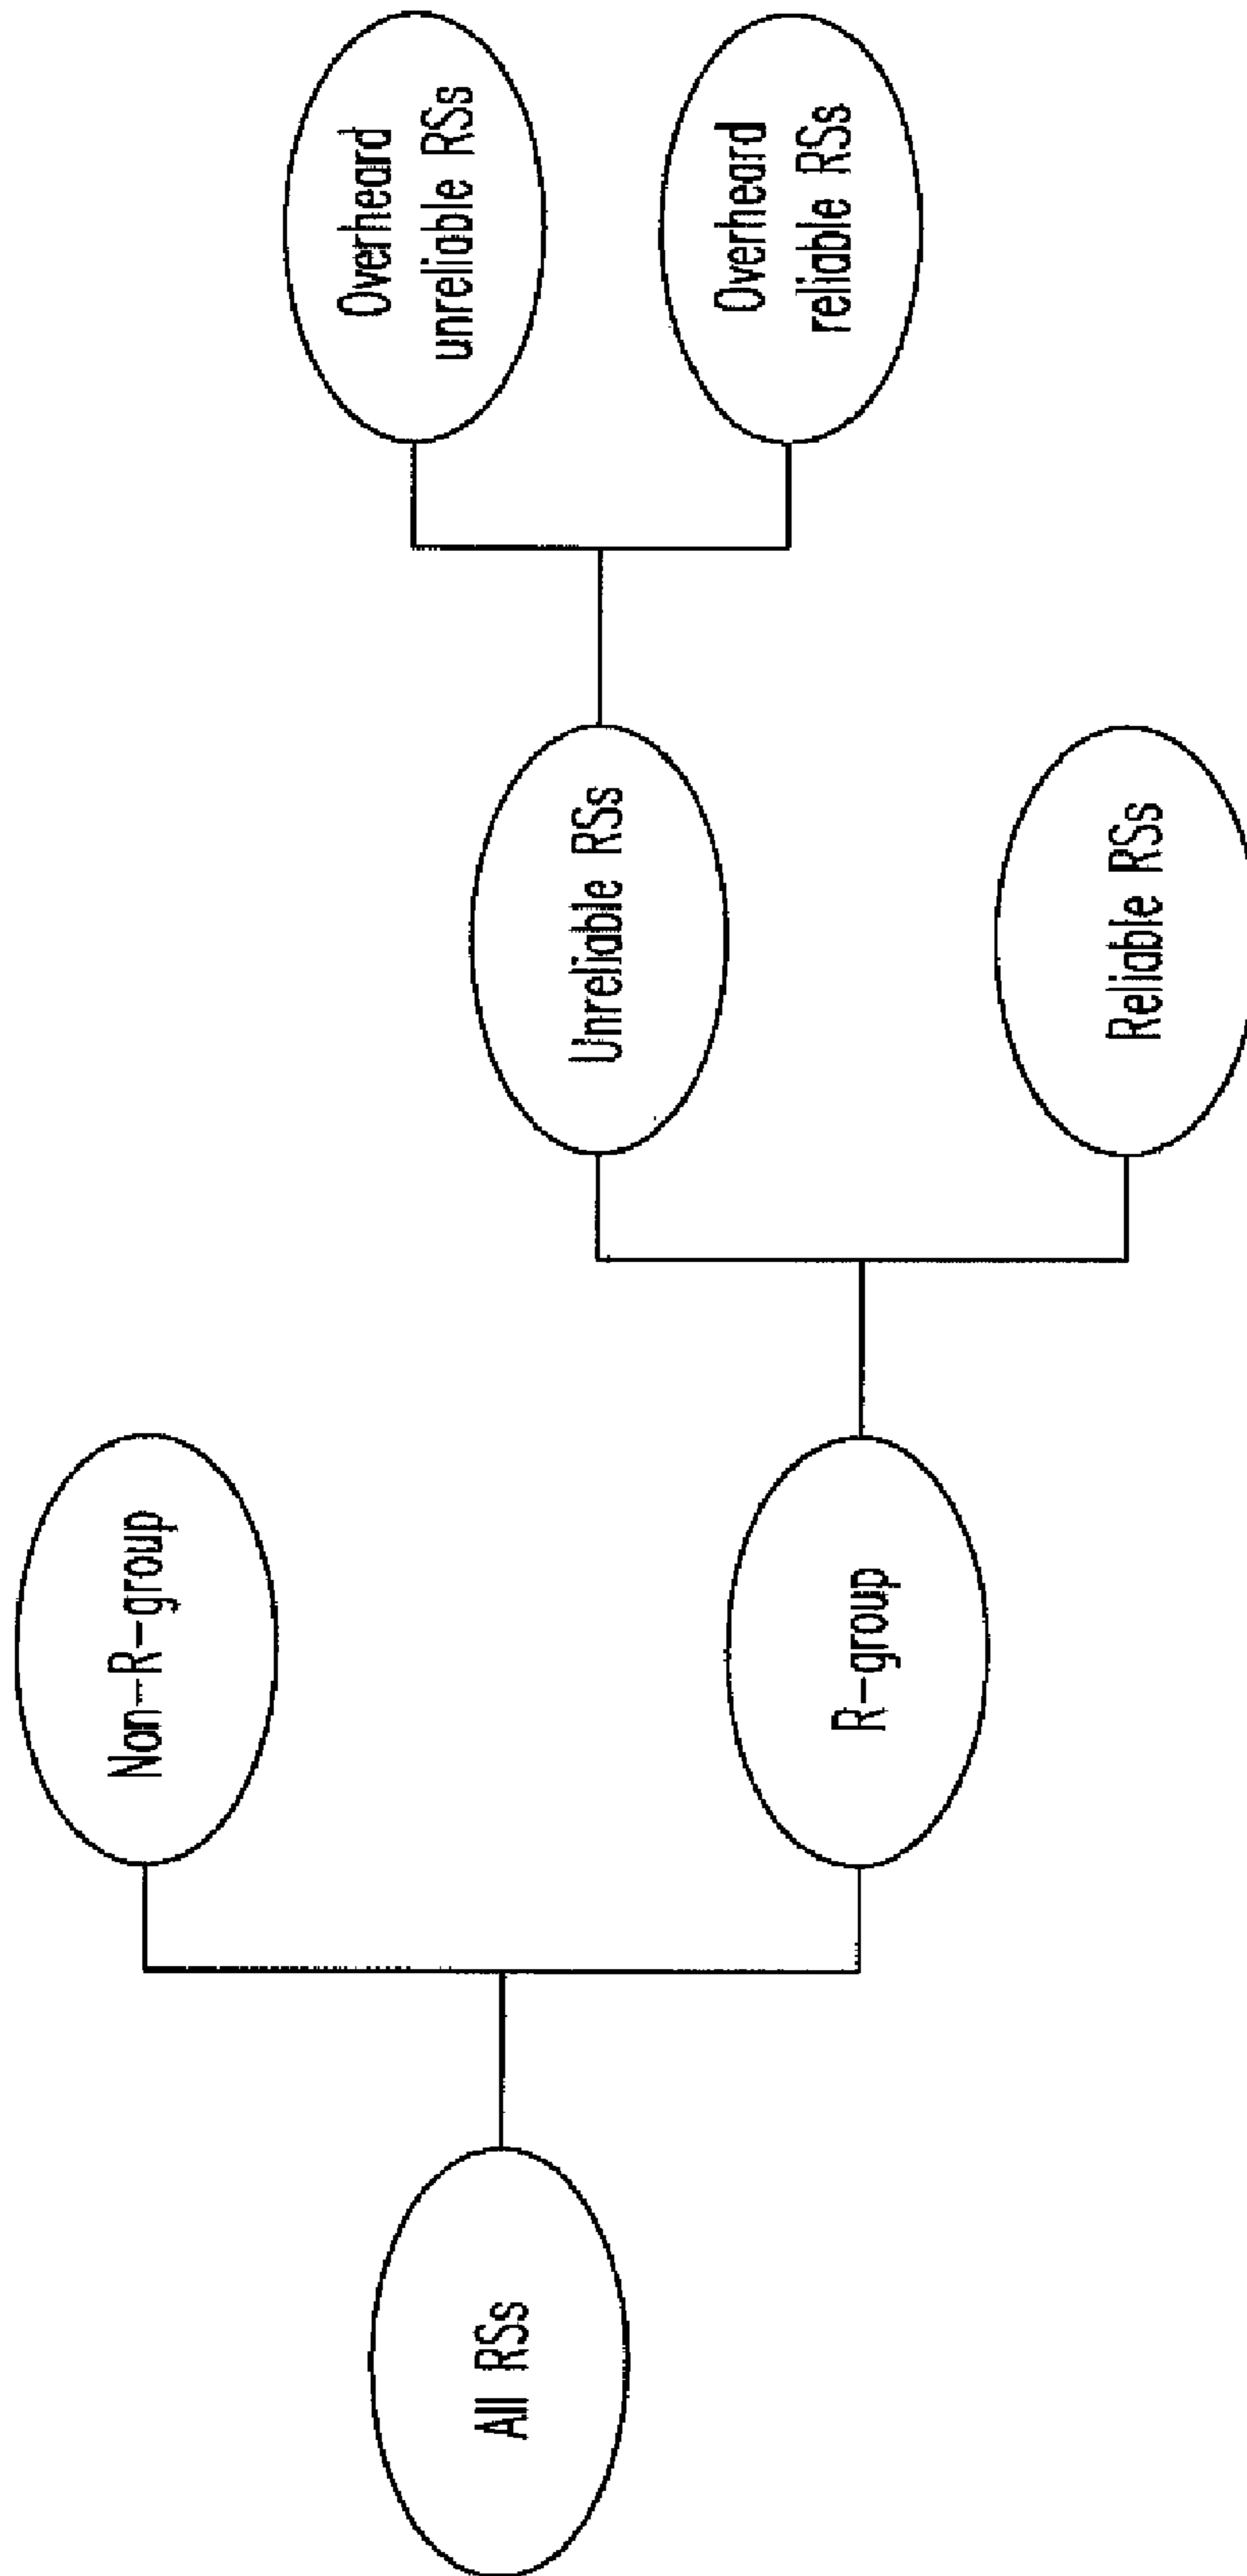 All RSs
Non-R-group
R-group
Unreliable RSs
Reliable RSs
Overheard
unreliable RSs
Overheard
reliable RSs